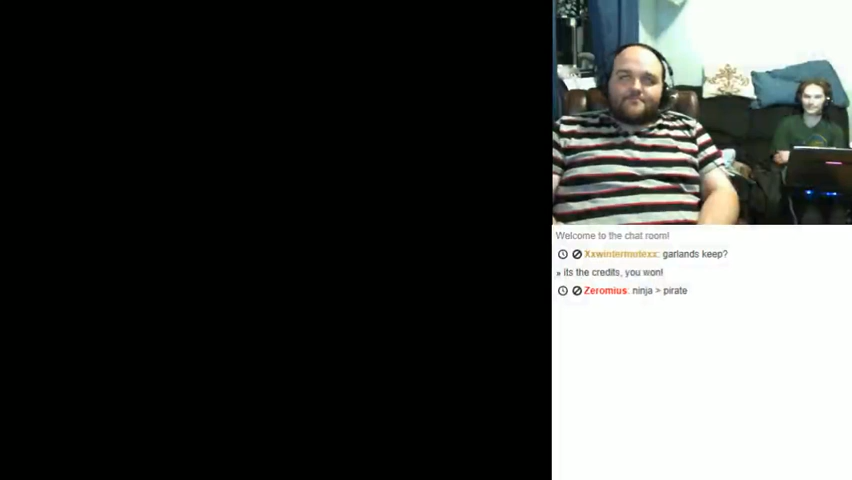 Welcome to the chat room!
Xxwintermutexx: garlands keep?
» its the credits, you won!
Zeromius: ninja > pirate